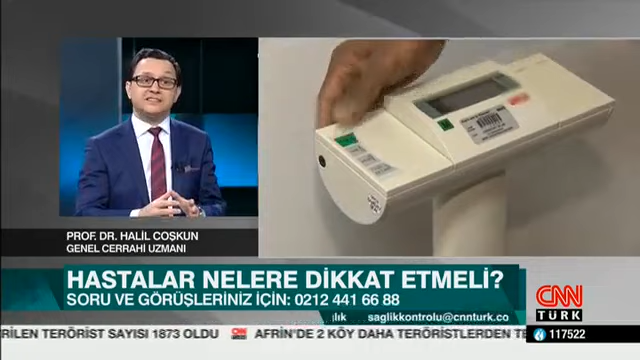 PROF. DR. HALİL COŞKUN
GENEL CERRAHİ UZMANI
HASTALAR NELERE DİKKAT ETMELİ?
SORU VE GÖRÜŞLERİNİZ İÇİN: 0212 441 66 88
lık saglikkontrolu@cnnturk.co
CNN
TÜRK
RİLEN TERÖRİST SAYISI 1873 OLDU CNN AFRİN'DE 2 KÖY DAHA TERÖRİSTLERDEN TE
117522